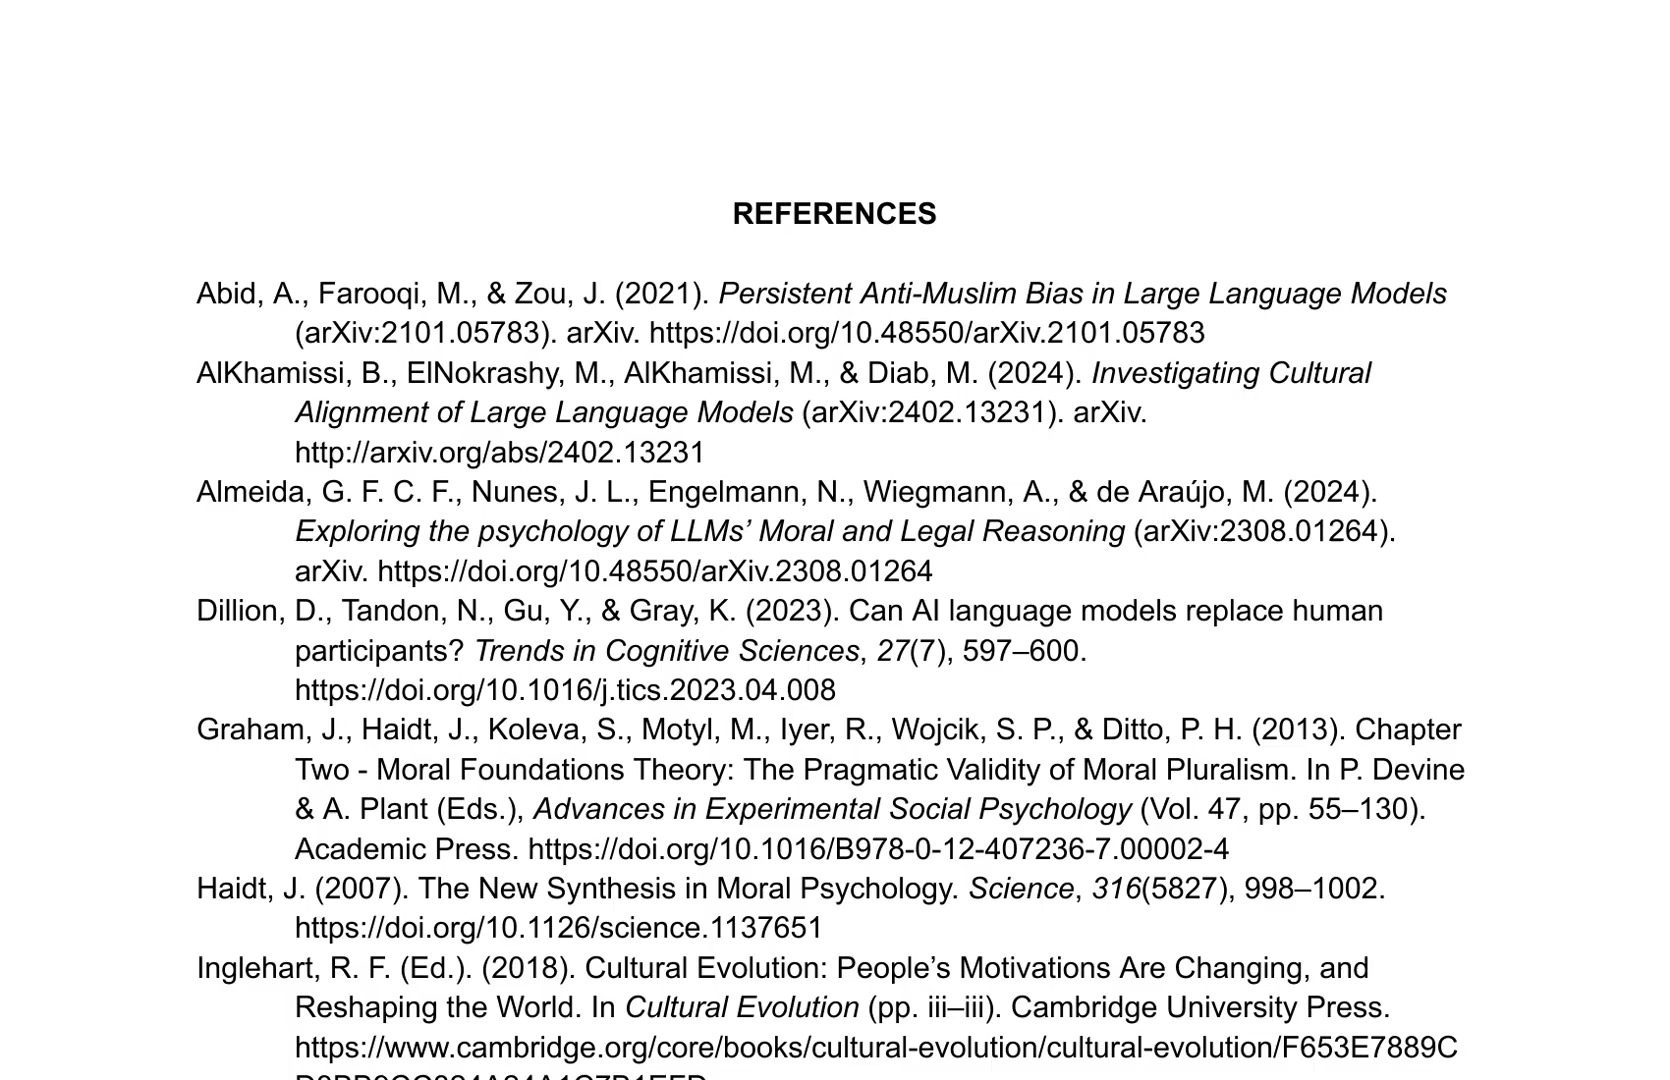 REFERENCES
Abid, A., Farooqi, M., & Zou, J. (2021). Persistent Anti-Muslim Bias in Large Language Models
(arXiv:2101.05783). arXiv. https://doi.org/10.48550/arXiv.2101.05783
AlKhamissi, B., ElNokrashy, M., AlKhamissi, M., & Diab, M. (2024). Investigating Cultural
Alignment of Large Language Models (arXiv:2402.13231). arXiv.
http://arxiv.org/abs/2402.13231
Almeida, G. F. C. F., Nunes, J. L., Engelmann, N., Wiegmann, A., & de Araújo, M. (2024).
Exploring the psychology of LLMs’ Moral and Legal Reasoning (arXiv:2308.01264).
arXiv. https://doi.org/10.48550/arXiv.2308.01264
Dillion, D., Tandon, N., Gu, Y., & Gray, K. (2023). Can AI language models replace human
participants? Trends in Cognitive Sciences, 27(7), 597–600.
https://doi.org/10.1016/j.tics.2023.04.008
Graham, J., Haidt, J., Koleva, S., Motyl, M., Iyer, R., Wojcik, S. P., & Ditto, P. H. (2013). Chapter
Two - Moral Foundations Theory: The Pragmatic Validity of Moral Pluralism. In P. Devine
& A. Plant (Eds.), Advances in Experimental Social Psychology (Vol. 47, pp. 55–130).
Academic Press. https://doi.org/10.1016/B978-0-12-407236-7.00002-4
Haidt, J. (2007). The New Synthesis in Moral Psychology. Science, 316(5827), 998–1002.
https://doi.org/10.1126/science.1137651
Inglehart, R. F. (Ed.). (2018). Cultural Evolution: People’s Motivations Are Changing, and
Reshaping the World. In Cultural Evolution (pp. iii–iii). Cambridge University Press.
https://www.cambridge.org/core/books/cultural-evolution/cultural-evolution/F653E7889C